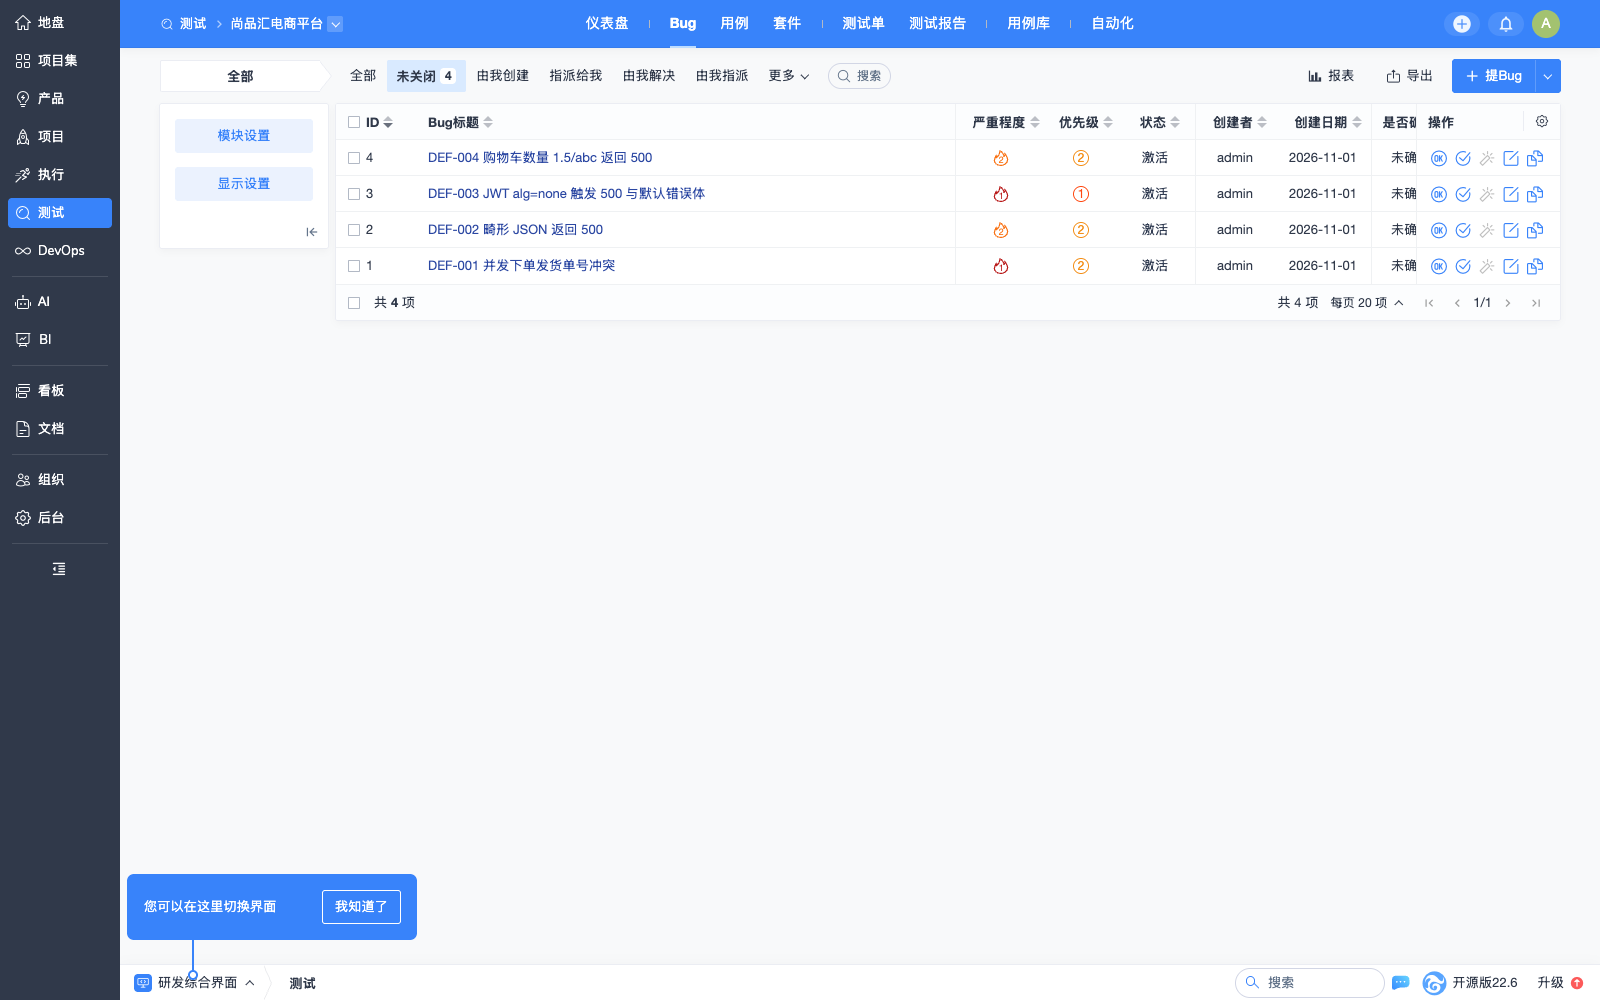 地盘
项目集
产品
项目
执行
测试
DevOps
AI
BI
看板
文档
组织
后台
测试 尚品汇电商平台
仪表盘 Bug 用例 套件 测试单 测试报告 用例库 自动化
A
全部
全部 未关闭 4 由我创建 指派给我 由我解决 由我指派 更多 搜索
报表 导出 提Bug
模块设置
显示设置
ID Bug标题 严重程度 优先级 状态 创建者 创建日期 是否 操作
4 DEF-004 购物车数量 1.5/abc 返回 500 2 2 激活 admin 2026-11-01 未确 OK
3 DEF-003 JWT alg=none 触发 500 与默认错误体 1 1 激活 admin 2026-11-01 未确 OK
2 DEF-002 畸形 JSON 返回 500 2 2 激活 admin 2026-11-01 未确 OK
1 DEF-001 并发下单发货单号冲突 1 2 激活 admin 2026-11-01 未确 OK
共 4 项 共 4 项 每页 20 项 1/1
您可以在这里切换界面 我知道了
研发综合界面 测试
搜索 开源版22.6 升级